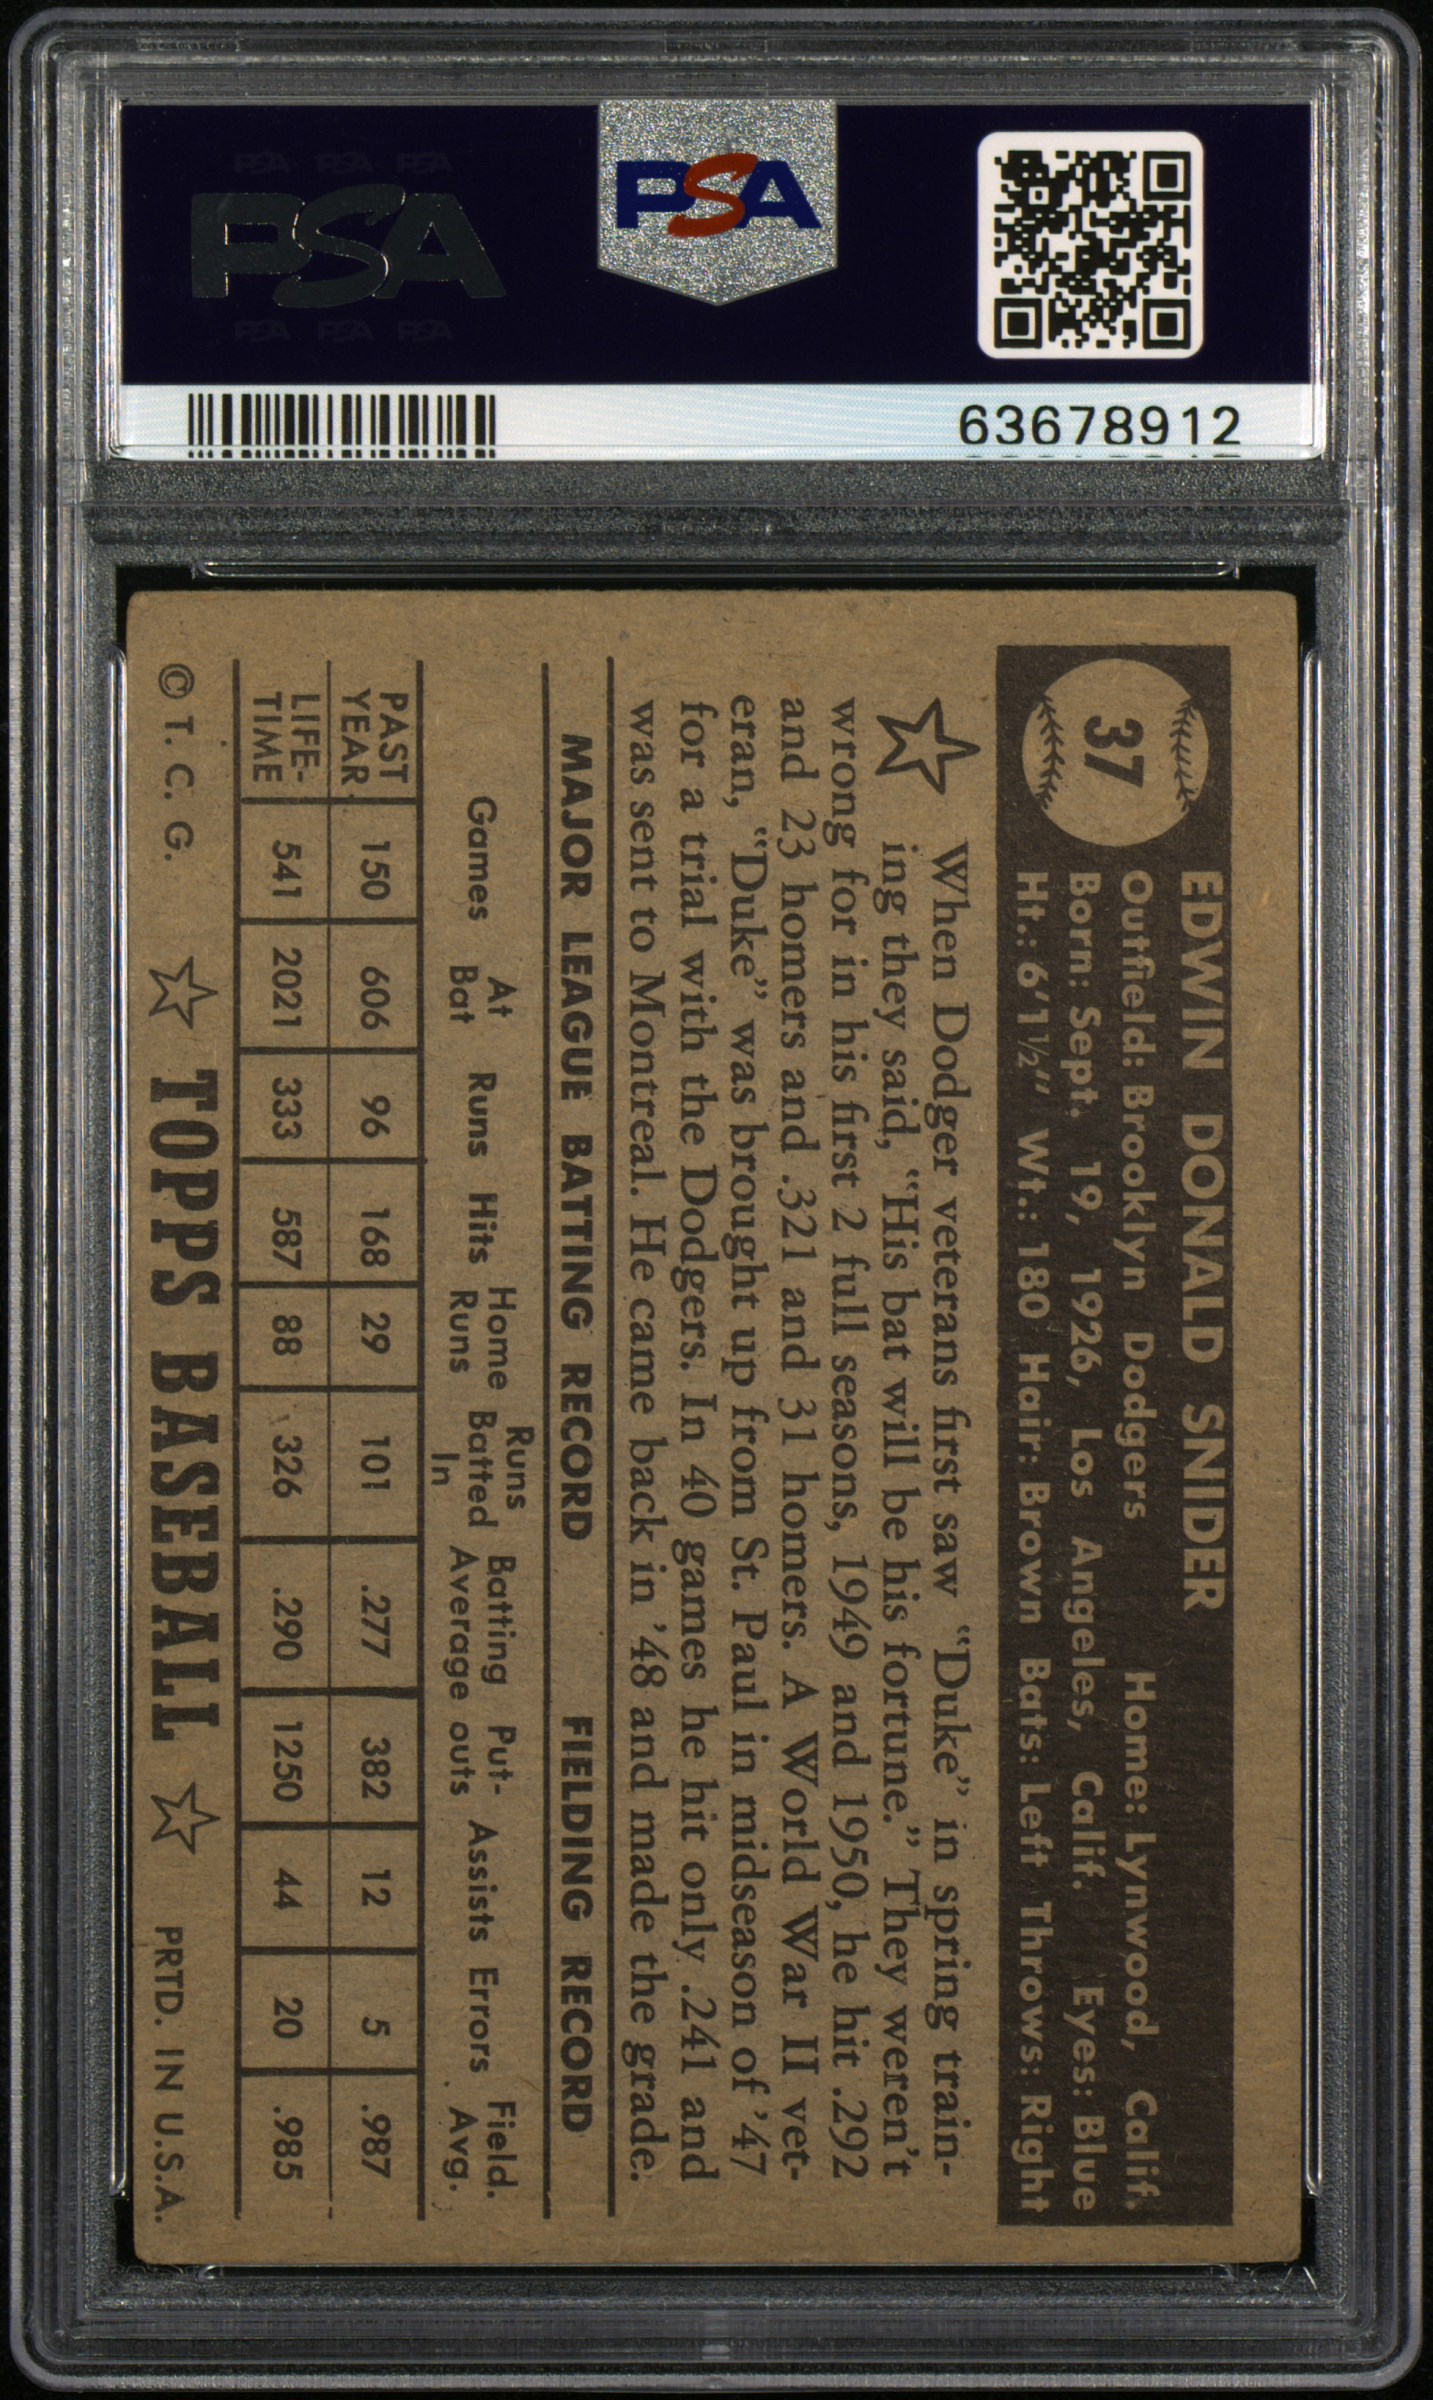 PSA PSA PSA
PSA
PSA PSA PSA
PSA
63678912
37
EDWIN DONALD SNIDER
Outfield: Brooklyn Dodgers Home: Lynwood, Calif.
Born: Sept. 19, 1926, Los Angeles, Calif. Eyes: Blue
Ht.: 6'1½" Wt.: 180 Hair: Brown Bats: Left Throws: Right
When Dodger veterans first saw “Duke” in spring train-
ing they said, “His bat will be his fortune.” They weren't
wrong for in his first 2 full seasons, 1949 and 1950, he hit .292
and 23 homers and .321 and 31 homers. A World War II vet-
eran, “Duke” was brought up from St. Paul in midseason of '47
for a trial with the Dodgers. In 40 games he hit only .241 and
was sent to Montreal. He came back in '48 and made the grade.
MAJOR LEAGUE BATTING RECORD FIELDING RECORD
Games At Bat Runs Hits Home Runs Runs Batted In Batting Average Put-outs Assists Errors Field. Avg.
PAST YEAR 150 606 96 168 29 101 .277 382 12 5 .987
LIFE-TIME 541 2021 333 587 88 326 .290 1250 44 20 .985
© T. C. G. ☆ TOPPS BASEBALL ☆ PRTD. IN U.S.A.